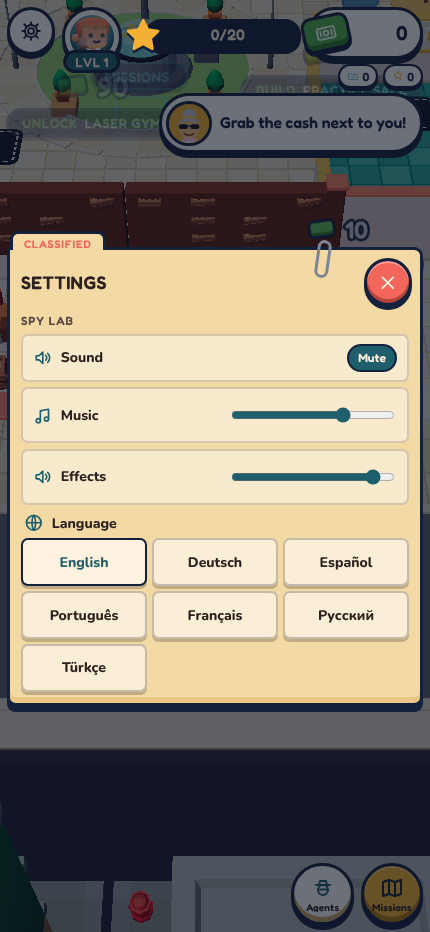 LVL 1
0/20
0
0
0
MISSIONS
90
BUILD PRACTICE SAFE
UNLOCK LASER GYM
Grab the cash next to you!
10
CLASSIFIED
SETTINGS
SPY LAB
Sound
Mute
Music
Effects
Language
English
Deutsch
Español
Português
Français
Русский
Türkçe
Agents
Missions